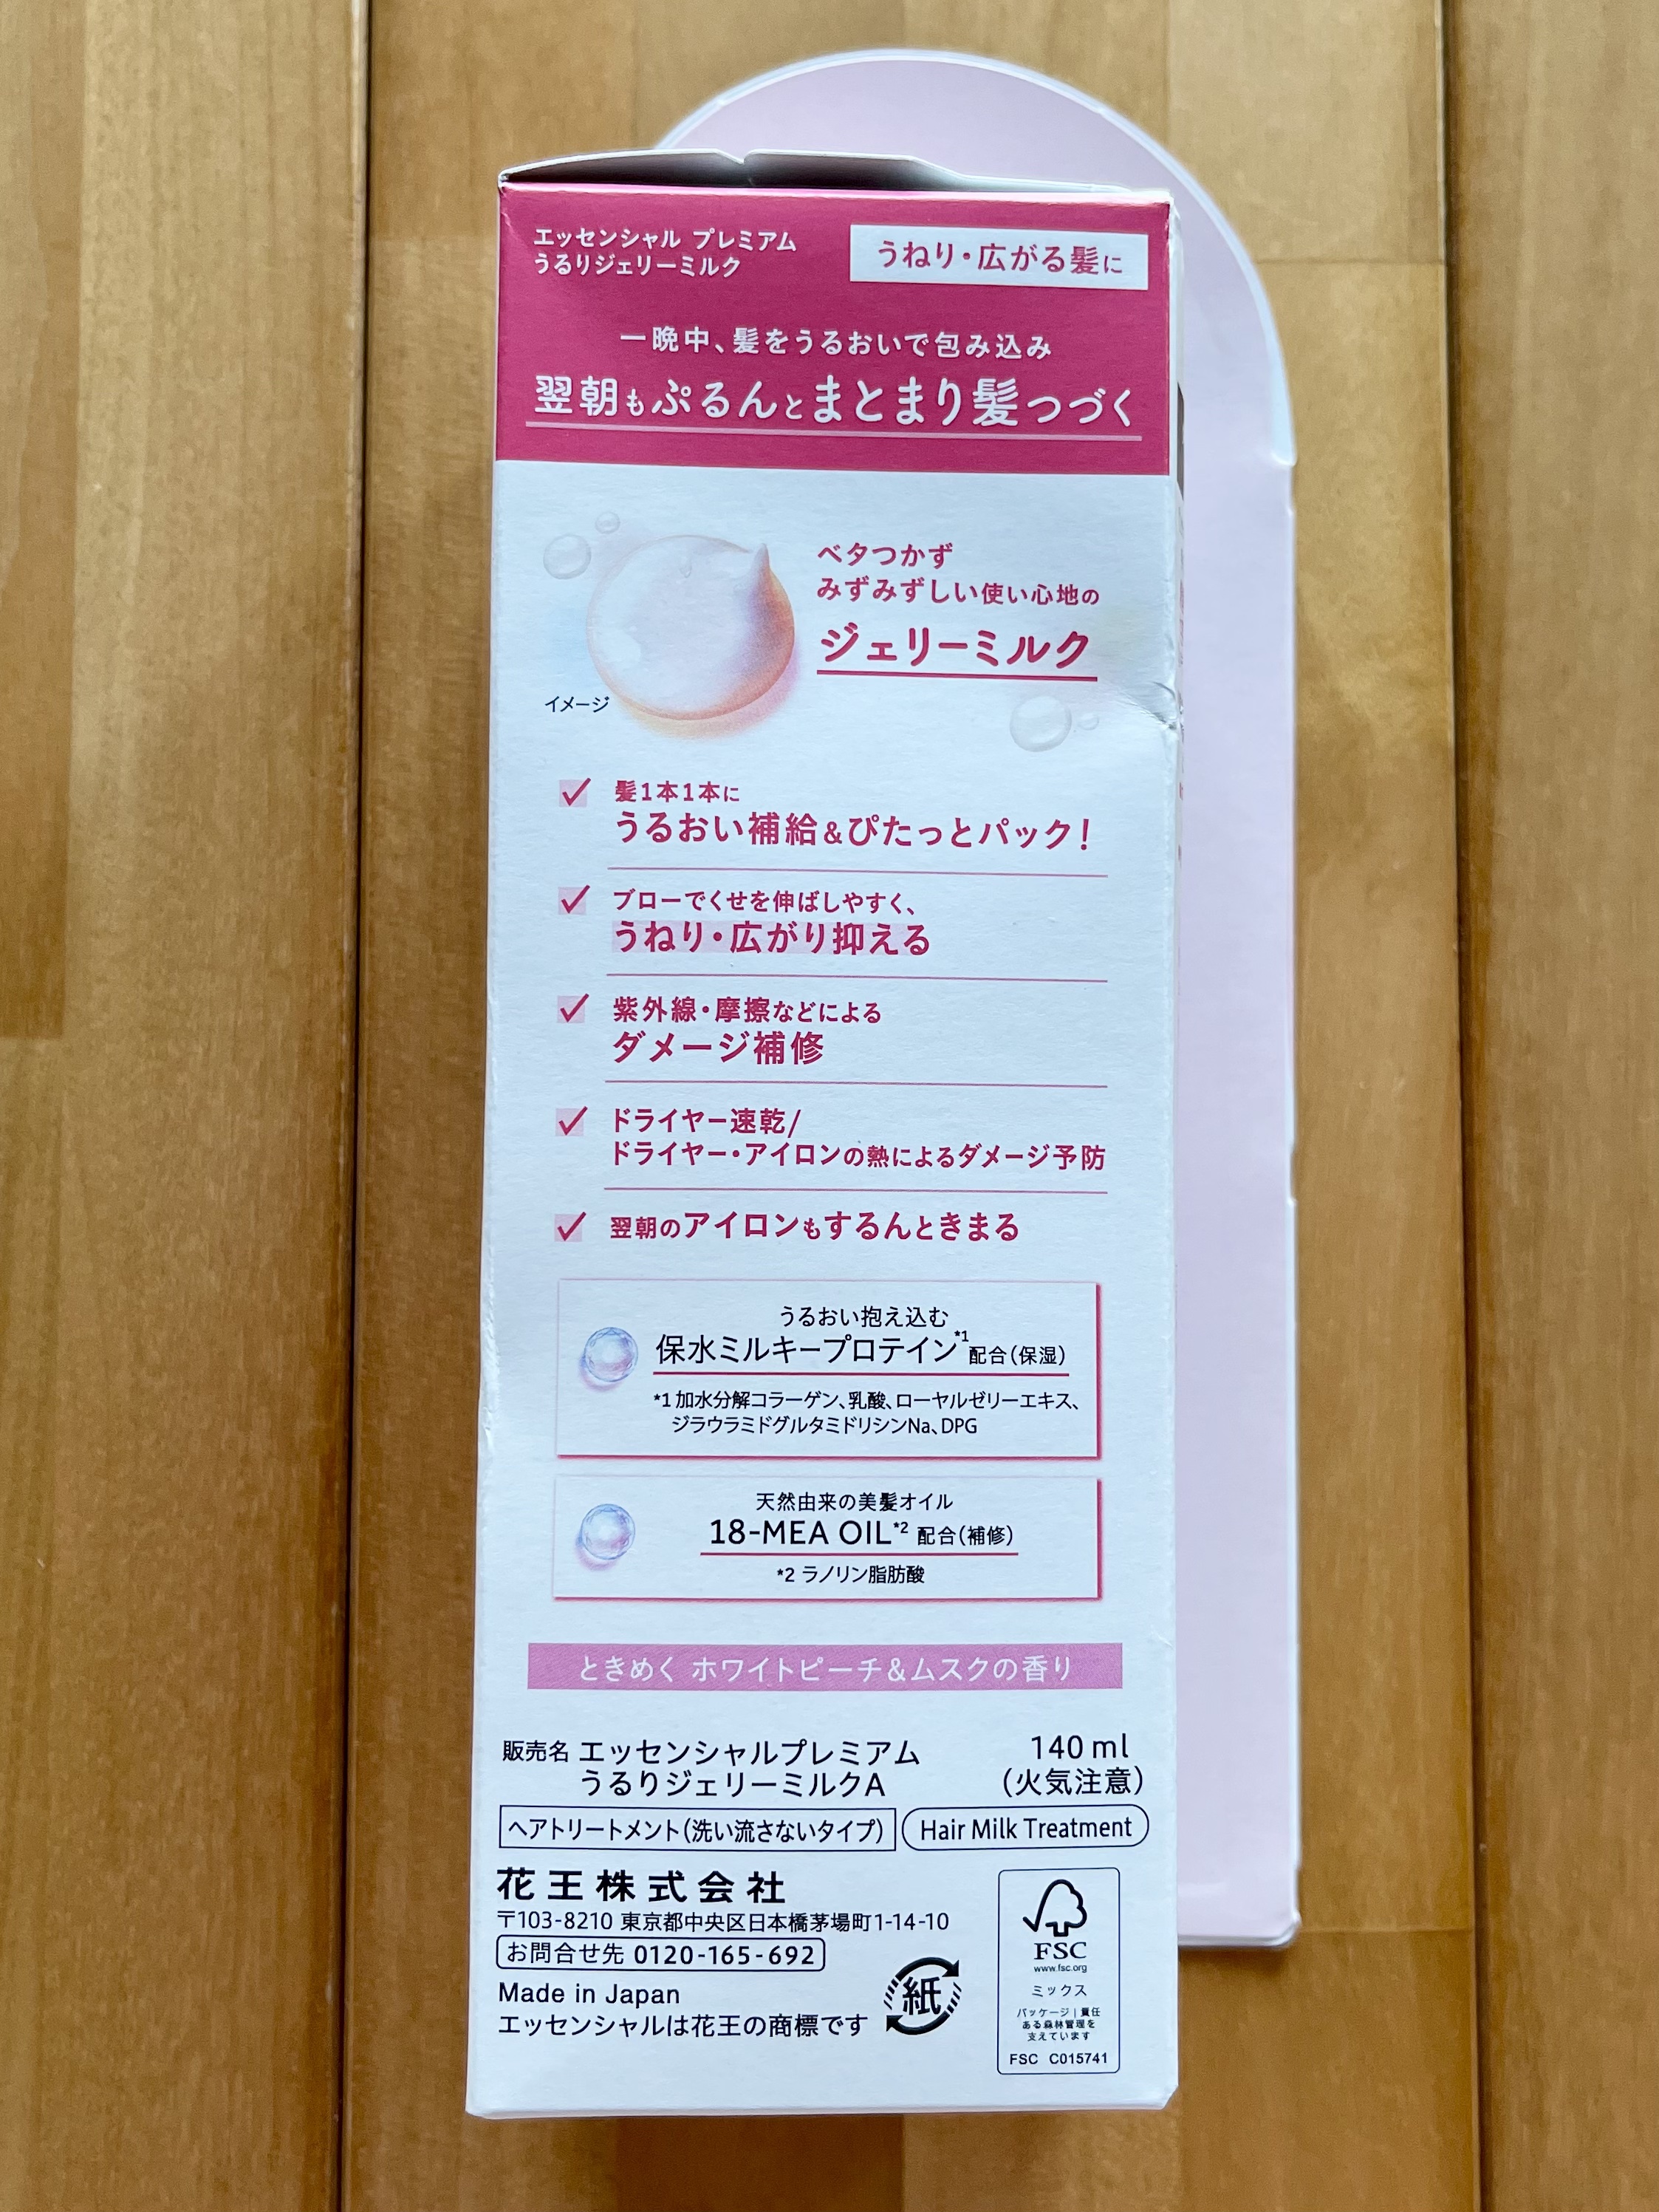 エッセンシャル プレミアム
うるりジェリーミルク
うねり・広がる髪に
一晩中、髪をうるおいで包み込み
翌朝もぷるんとまとまり髪つづく
ベタつかず
みずみずしい使い心地の
ジェリーミルク
イメージ
髪1本1本に
うるおい補給&ぴたっとパック!
ブローでくせを伸ばしやすく、
うねり・広がり抑える
紫外線・摩擦などによる
ダメージ補修
ドライヤー速乾/
ドライヤー・アイロンの熱によるダメージ予防
翌朝のアイロンもするんときまる
うるおい抱え込む
保水ミルキープロテイン*1配合(保湿)
*1 加水分解コラーゲン、乳酸、ローヤルゼリーエキス、
ジラウラミドグルタミドリシンNa、DPG
天然由来の美髪オイル
18-MEA OIL*2 配合(補修)
*2 ラノリン脂肪酸
ときめく ホワイトピーチ&ムスクの香り
販売名 エッセンシャルプレミアム
うるりジェリーミルクA
140 ml
(火気注意)
ヘアトリートメント(洗い流さないタイプ)
Hair Milk Treatment
花王株式会社
〒103-8210 東京都中央区日本橋茅場町1-14-10
お問合せ先 0120-165-692
Made in Japan
エッセンシャルは花王の商標です
紙
FSC
www.fsc.org
ミックス
パッケージ|責任
ある森林管理を
支えています
FSC C015741